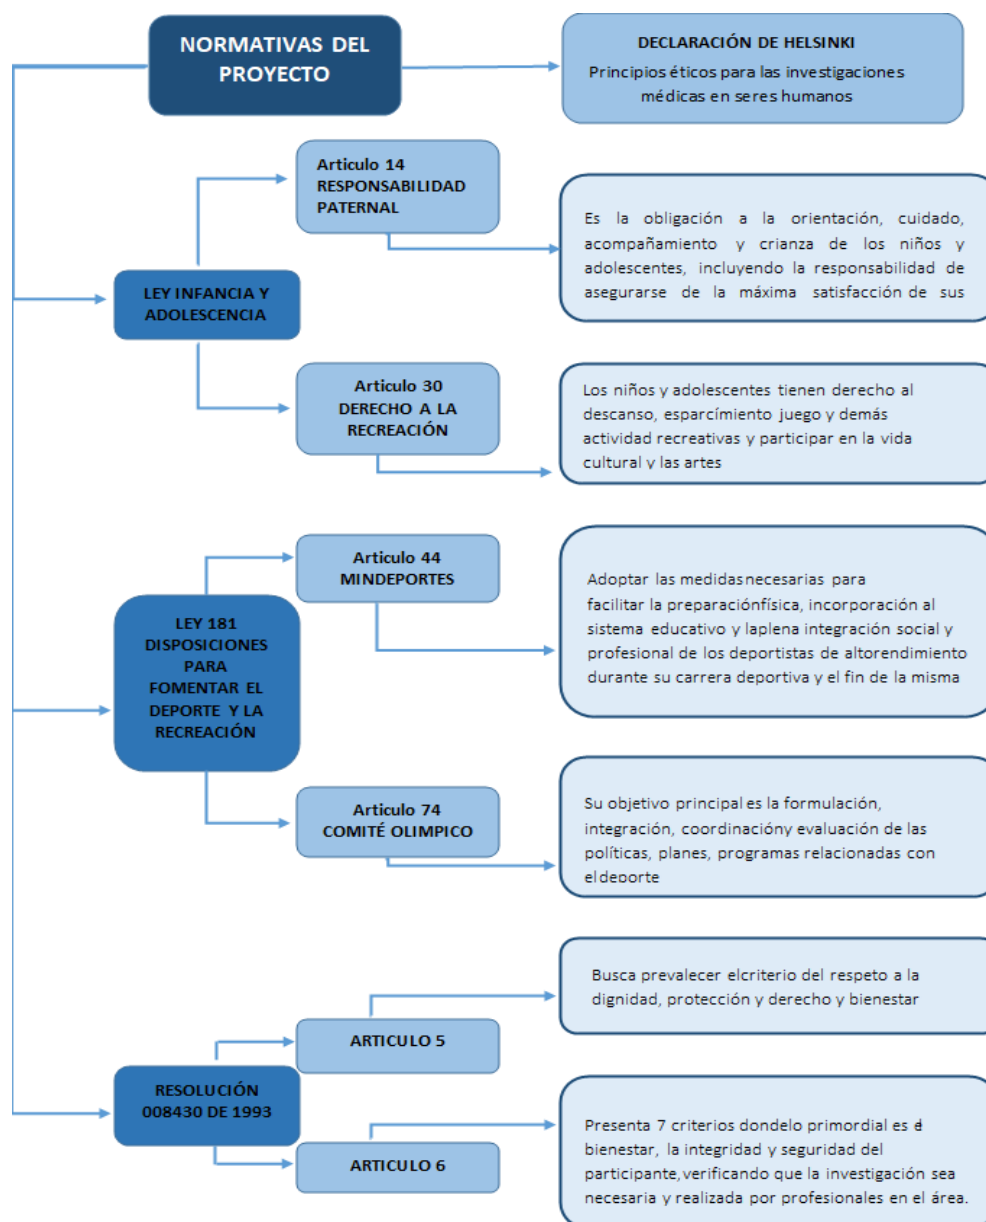 NORMATIVAS DEL
PROYECTO
DECLARACIÓN DE HELSINKI
Principios éticos para las investigaciones
médicas en seres humanos
LEY INFANCIA Y
ADOLESCENCIA
Articulo 14
RESPONSABILIDAD
PATERNAL
Es la obligación a la orientación, cuidado,
acompañamiento y crianza de los niños y
adolescentes, incluyendo la responsabilidad de
asegurarse de la máxima satisfacción de sus
Articulo 30
DERECHO A LA
RECREACIÓN
Los niños y adolescentes tienen derecho al
descanso, esparcímiento juego y demás
actividad recreativas y participar en la vida
cultural y las artes
LEY 181
DISPOSICIONES
PARA
FOMENTAR EL
DEPORTE Y LA
RECREACIÓN
Articulo 44
MINDEPORTES
Adoptar las medidas necesarias para
facilitar la preparaciónfísica, incorporación al
sistema educativo y laplena integración social y
profesional de los deportistas de altorendimiento
durante su carrera deportiva y el fin de la misma
Articulo 74
COMITÉ OLIMPICO
Su objetivo principal es la formulación,
integración, coordinacióny evaluación de las
políticas, planes, programas relacionadas con
eldeporte
RESOLUCIÓN
008430 DE 1993
ARTICULO 5
Busca prevalecer elcriterio del respeto a la
dignidad, protección y derecho y bienestar
ARTICULO 6
Presenta 7 criterios dondelo primordial es el
bienestar, la integridad y seguridad del
participante,verificando que la investigación sea
necesaria y realizada por profesionales en el área.